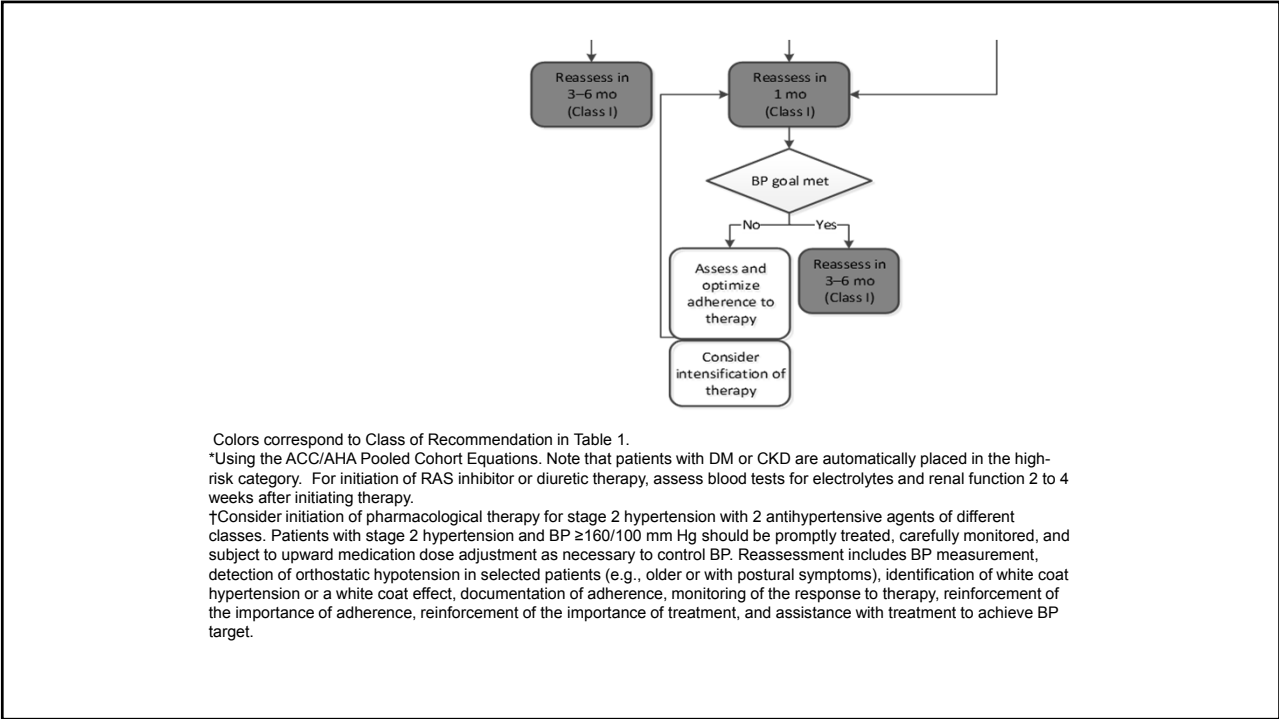 Reassess in
3–6 mo
(Class I)
Reassess in
1 mo
(Class I)
BP goal met
No
Yes
Assess and
optimize
adherence to
therapy
Reassess in
3–6 mo
(Class I)
Consider
intensification of
therapy
Colors correspond to Class of Recommendation in Table 1.
*Using the ACC/AHA Pooled Cohort Equations. Note that patients with DM or CKD are automatically placed in the high-
risk category.  For initiation of RAS inhibitor or diuretic therapy, assess blood tests for electrolytes and renal function 2 to 4
weeks after initiating therapy.
†Consider initiation of pharmacological therapy for stage 2 hypertension with 2 antihypertensive agents of different
classes. Patients with stage 2 hypertension and BP ≥160/100 mm Hg should be promptly treated, carefully monitored, and
subject to upward medication dose adjustment as necessary to control BP. Reassessment includes BP measurement,
detection of orthostatic hypotension in selected patients (e.g., older or with postural symptoms), identification of white coat
hypertension or a white coat effect, documentation of adherence, monitoring of the response to therapy, reinforcement of
the importance of adherence, reinforcement of the importance of treatment, and assistance with treatment to achieve BP
target.